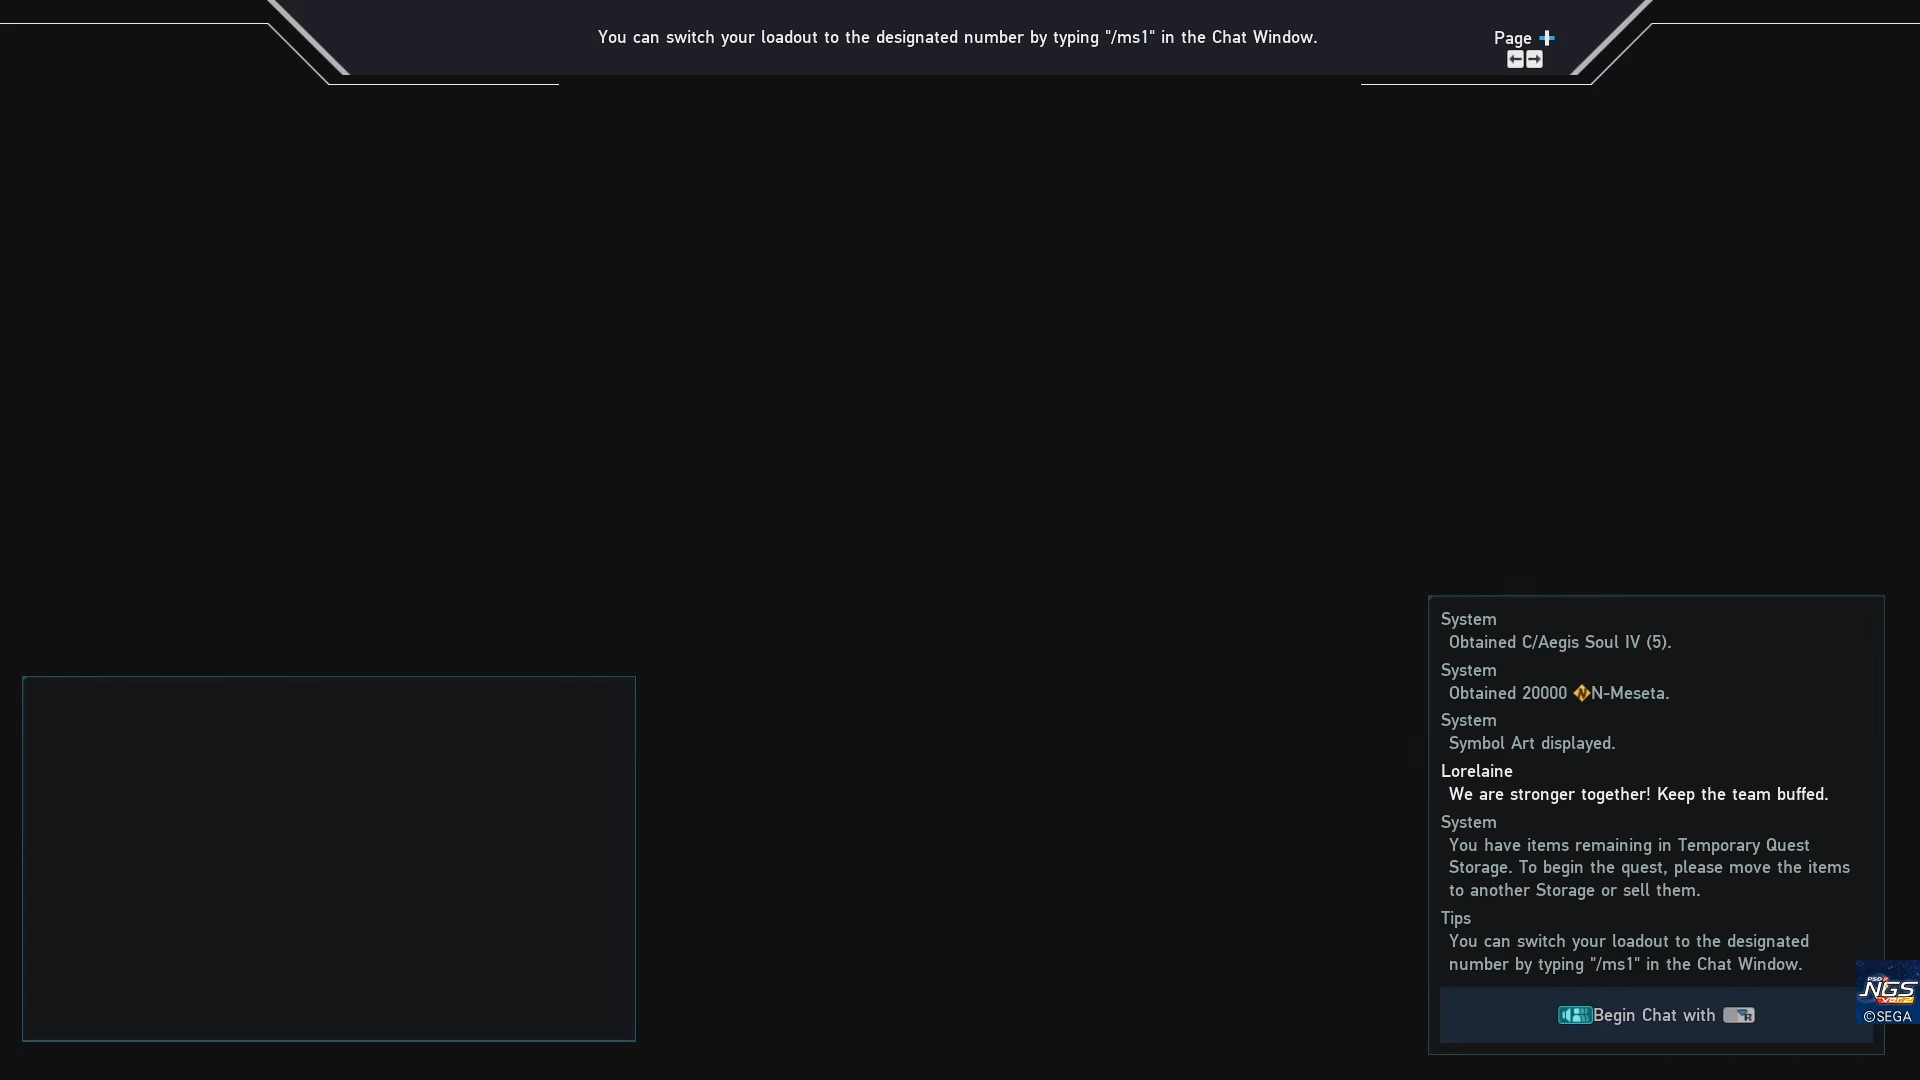 You can switch your loadout to the designated number by typing "/ms1" in the Chat Window.
Page
System
Obtained C/Aegis Soul IV (5).
System
Obtained 20000 N-Meseta.
System
Symbol Art displayed.
Lorelaine
We are stronger together! Keep the team buffed.
System
You have items remaining in Temporary Quest
Storage. To begin the quest, please move the items
to another Storage or sell them.
Tips
You can switch your loadout to the designated
number by typing "/ms1" in the Chat Window.
Begin Chat with R
PSO2
NGS
ver.2
©SEGA